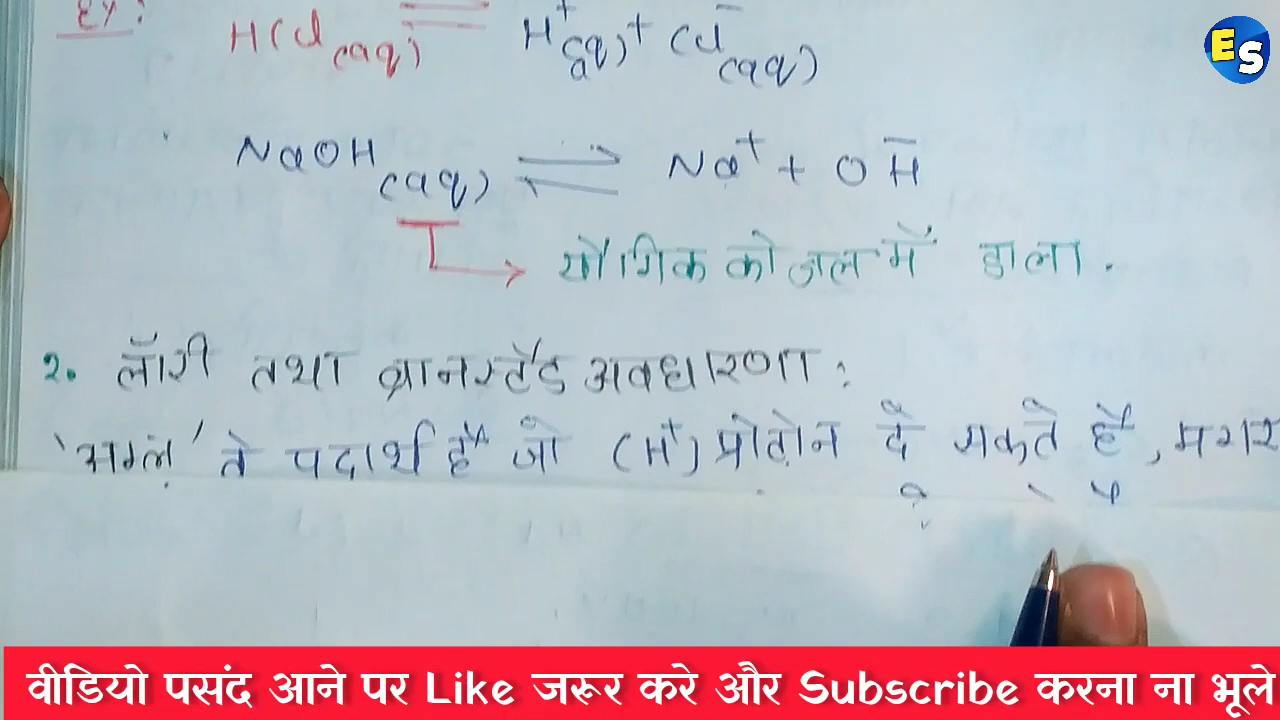 Ex:
HCl(aq) ⇌ H⁺(aq) + Cl⁻(aq)
ES
NaOH(aq) ⇌ Na⁺ + OH⁻
यौगिक को जल में डाला.
2. लॉरी तथा ब्रानस्टैड अवधारणा:
'अम्ल' वे पदार्थ हैं जो (H⁺) प्रोटोन दे सकते हैं, मगर
वीडियो पसंद आने पर Like जरूर करे और Subscribe करना ना भूले